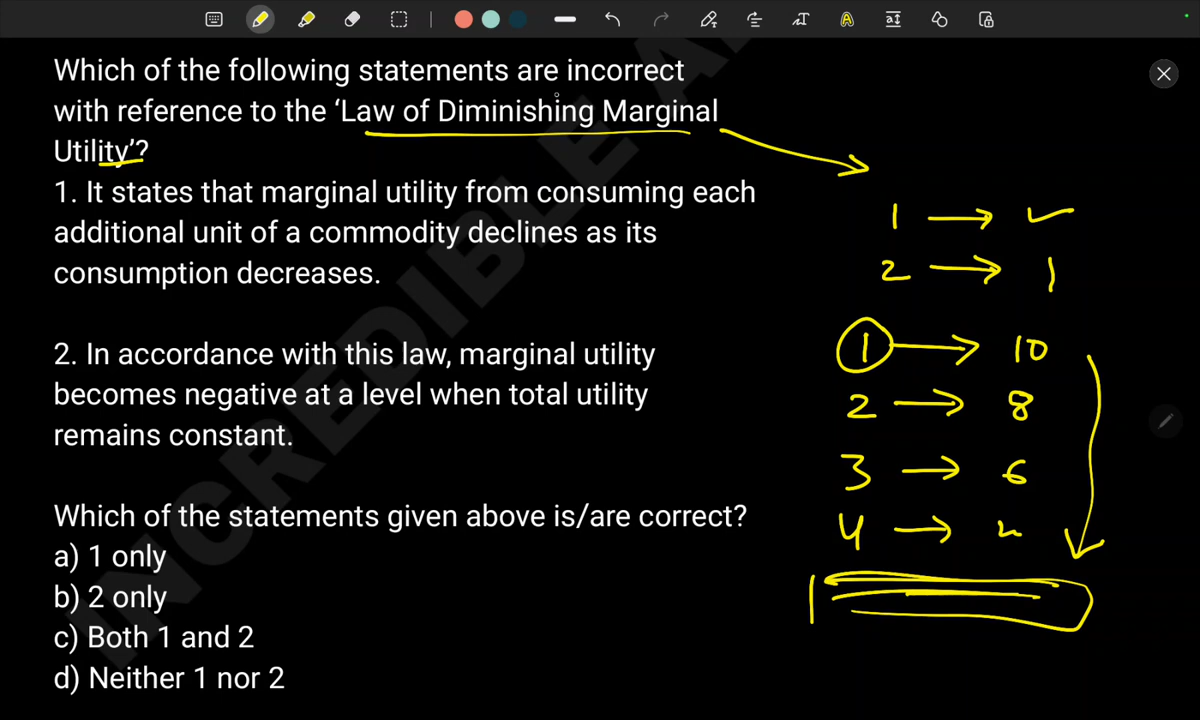 Which of the following statements are incorrect
with reference to the ‘Law of Diminishing Marginal
Utility’?
1. It states that marginal utility from consuming each
additional unit of a commodity declines as its
consumption decreases.
2. In accordance with this law, marginal utility
becomes negative at a level when total utility
remains constant.
Which of the statements given above is/are correct?
a) 1 only
b) 2 only
c) Both 1 and 2
d) Neither 1 nor 2
1 → ✓
2 → 1
1 → 10
2 → 8
3 → 6
4 →
INCREDIBLE